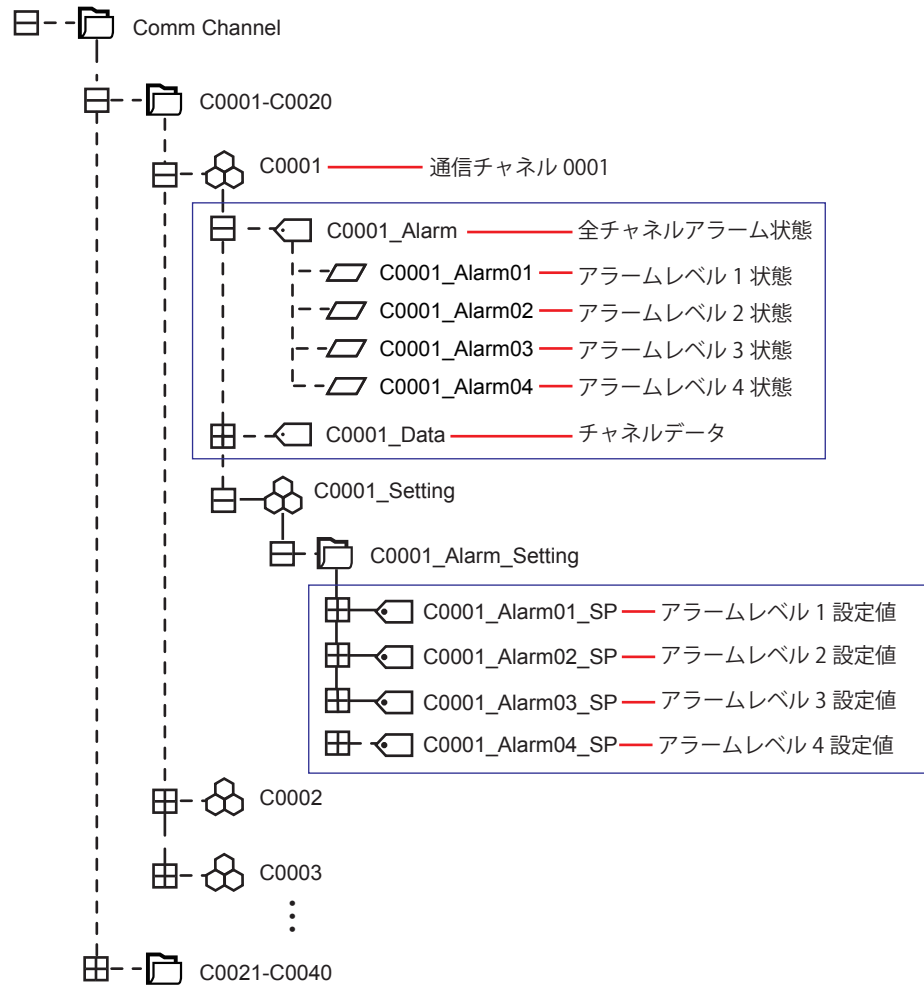 Comm Channel
C0001-C0020
C0001 通信チャネル 0001
C0001_Alarm 全チャネルアラーム状態
C0001_Alarm01 アラームレベル 1 状態
C0001_Alarm02 アラームレベル 2 状態
C0001_Alarm03 アラームレベル 3 状態
C0001_Alarm04 アラームレベル 4 状態
C0001_Data チャネルデータ
C0001_Setting
C0001_Alarm_Setting
C0001_Alarm01_SP アラームレベル 1 設定値
C0001_Alarm02_SP アラームレベル 2 設定値
C0001_Alarm03_SP アラームレベル 3 設定値
C0001_Alarm04_SP アラームレベル 4 設定値
C0002
C0003
C0021-C0040